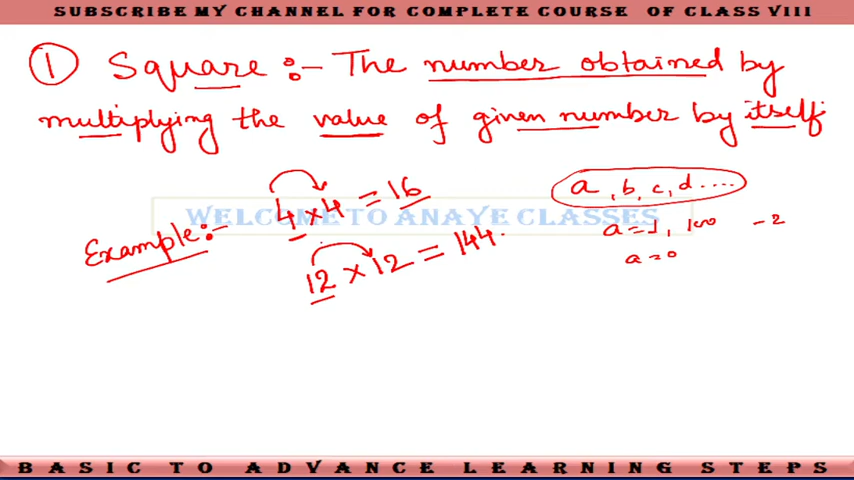 SUBSCRIBE MY CHANNEL FOR COMPLETE COURSE OF CLASS VIII
① Square :- The number obtained by
multiplying the value of given number by itself.
WELCOME TO ANAYE CLASSES
Example:- 4 × 4 = 16
12 × 12 = 144.
a, b, c, d....
a = 1, 100 -2
a = 0
BASIC TO ADVANCE LEARNING STEPS